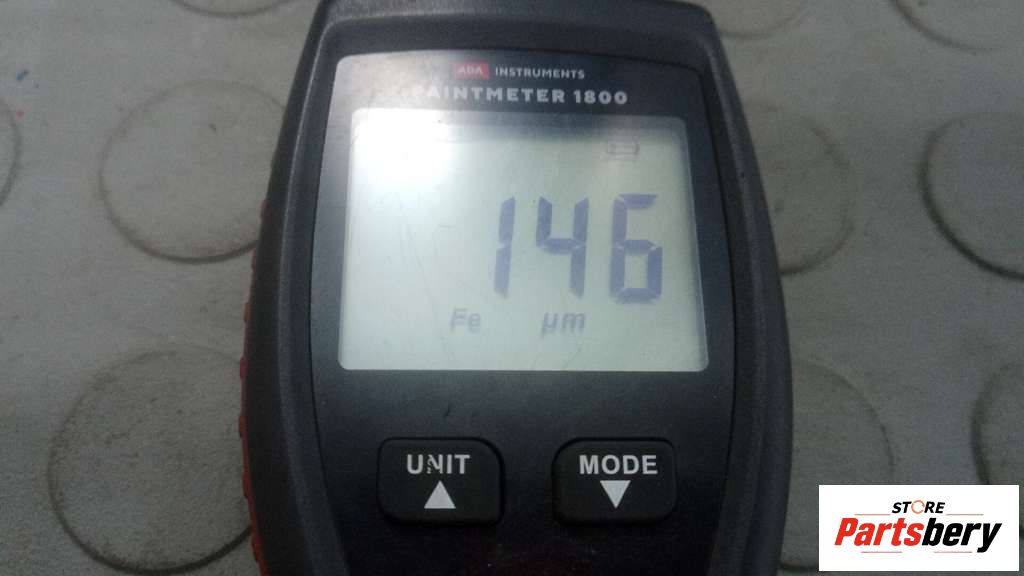 ADA INSTRUMENTS
PAINTMETER 1800
146
Fe µm
UNIT MODE
STORE
Partsbery